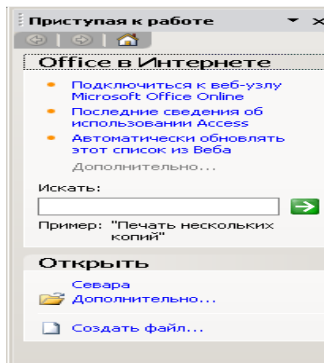 Приступая к работе
Office в Интернете
Подключиться к веб-узлу
Microsoft Office Online
Последние сведения об
использовании Access
Автоматически обновлять
этот список из Веба
Дополнительно...
Искать:
Пример: "Печать нескольких
копий"
Открыть
Севара
Дополнительно...
Создать файл...